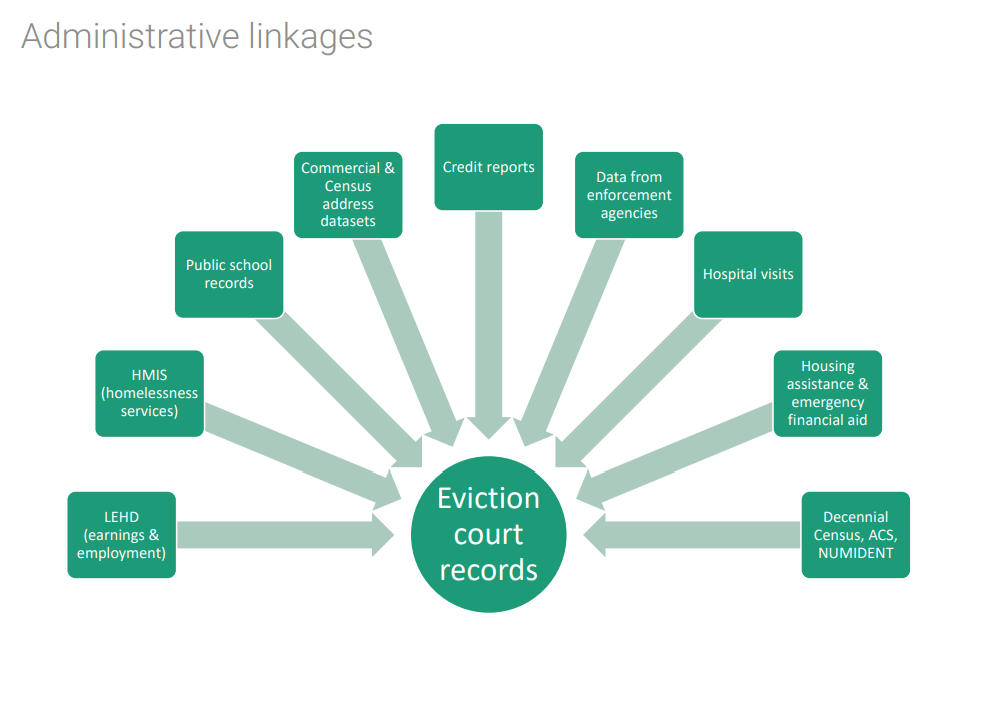 Administrative linkages
Credit reports
Commercial &
Census
address
datasets
Data from
enforcement
agencies
Public school
records
Hospital visits
HMIS
(homelessness
services)
Housing
assistance &
emergency
financial aid
LEHD
(earnings &
employment)
Eviction
court
records
Decennial
Census, ACS,
NUMIDENT